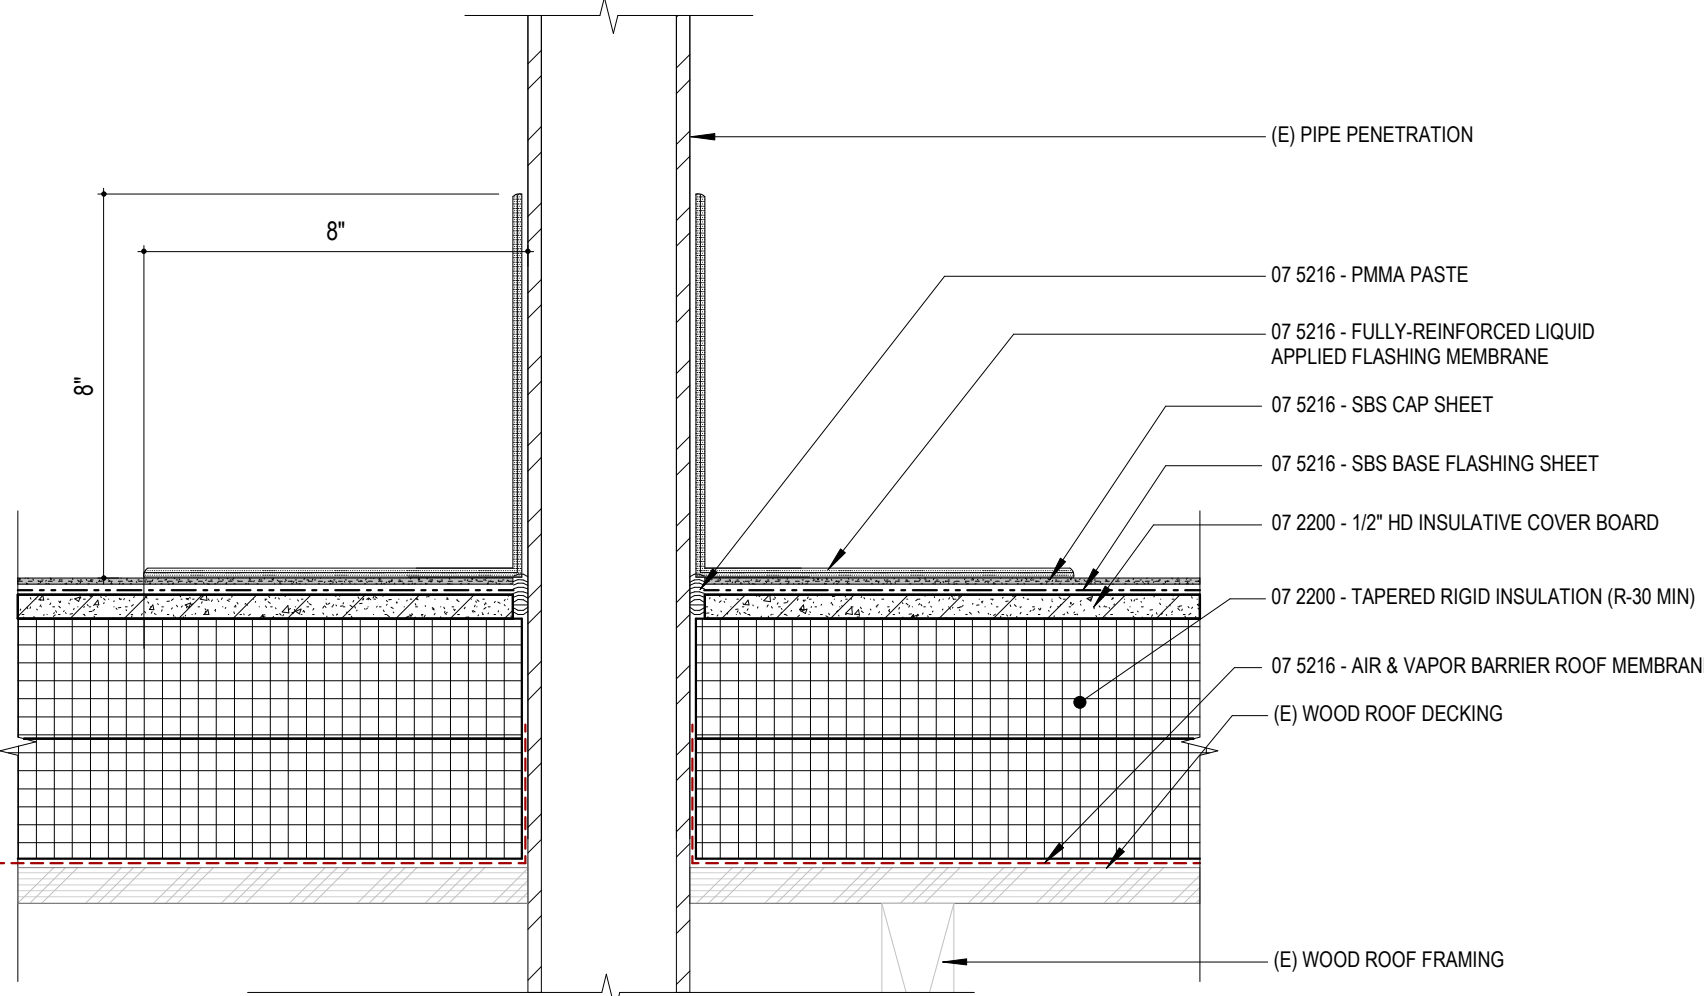 (E) PIPE PENETRATION
8"
07 5216 - PMMA PASTE
07 5216 - FULLY-REINFORCED LIQUID
APPLIED FLASHING MEMBRANE
8"
07 5216 - SBS CAP SHEET
07 5216 - SBS BASE FLASHING SHEET
07 2200 - 1/2" HD INSULATIVE COVER BOARD
07 2200 - TAPERED RIGID INSULATION (R-30 MIN)
07 5216 - AIR & VAPOR BARRIER ROOF MEMBRAN
(E) WOOD ROOF DECKING
(E) WOOD ROOF FRAMING